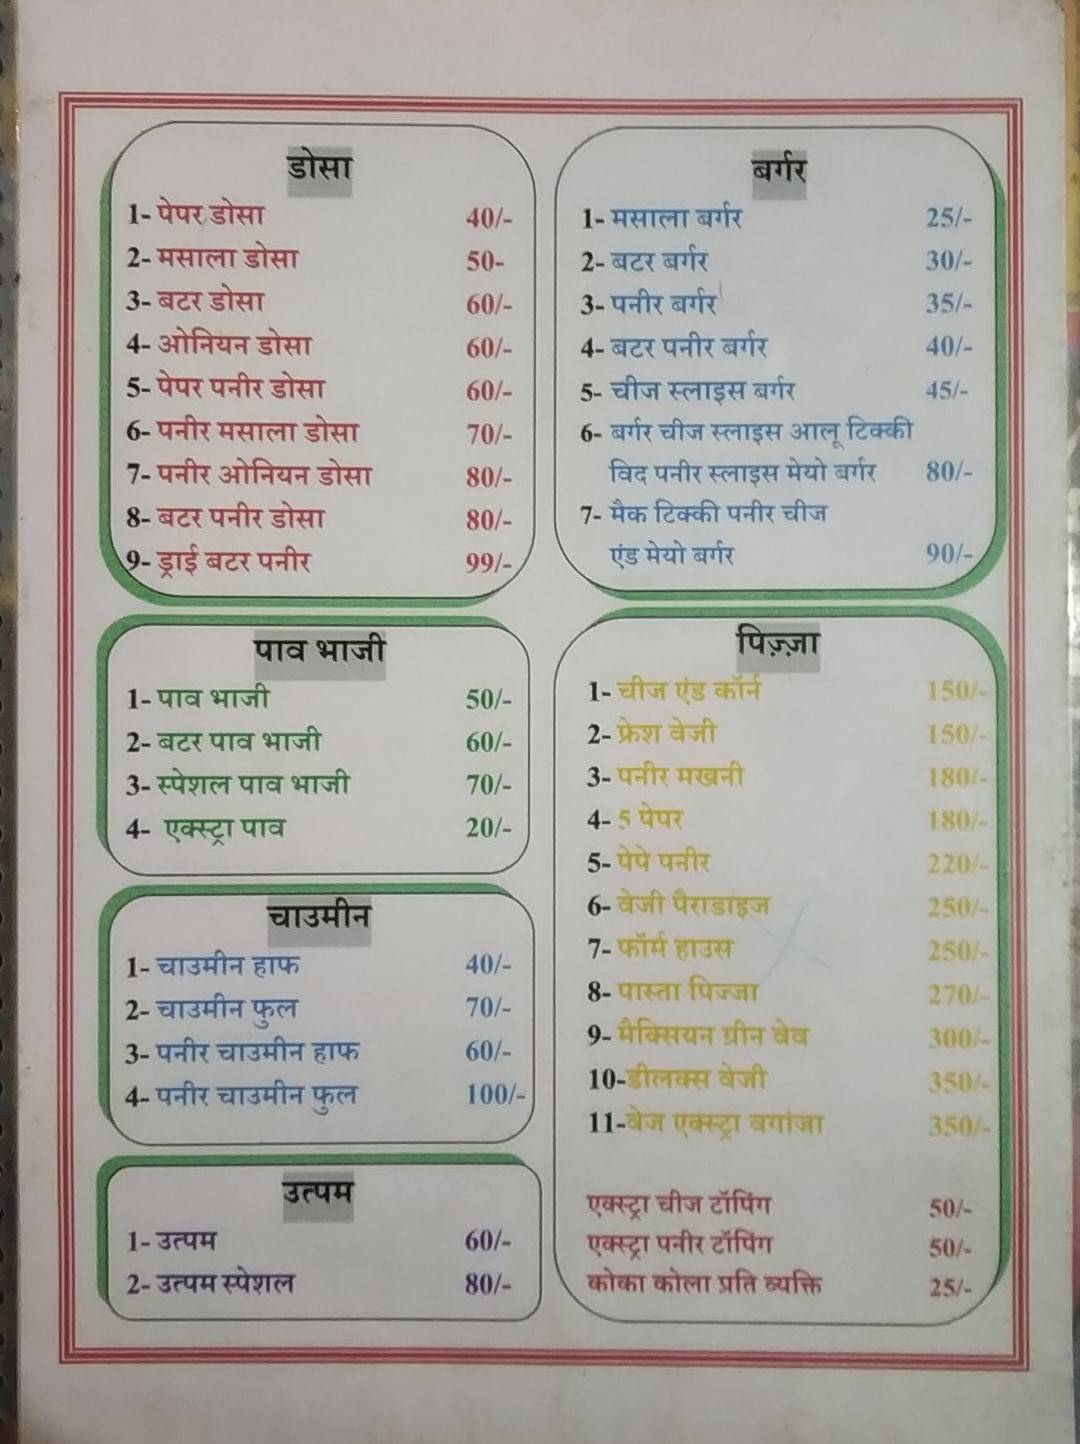 डोसा
1- पेपर डोसा 40/-
2- मसाला डोसा 50-
3- बटर डोसा 60/-
4- ओनियन डोसा 60/-
5- पेपर पनीर डोसा 60/-
6- पनीर मसाला डोसा 70/-
7- पनीर ओनियन डोसा 80/-
8- बटर पनीर डोसा 80/-
9- ड्राई बटर पनीर 99/-
पाव भाजी
1- पाव भाजी 50/-
2- बटर पाव भाजी 60/-
3- स्पेशल पाव भाजी 70/-
4- एक्स्ट्रा पाव 20/-
चाउमीन
1- चाउमीन हाफ 40/-
2- चाउमीन फुल 70/-
3- पनीर चाउमीन हाफ 60/-
4- पनीर चाउमीन फुल 100/-
उत्पम
1- उत्पम 60/-
2- उत्पम स्पेशल 80/-
बर्गर
1- मसाला बर्गर 25/-
2- बटर बर्गर 30/-
3- पनीर बर्गर 35/-
4- बटर पनीर बर्गर 40/-
5- चीज स्लाइस बर्गर 45/-
6- बर्गर चीज स्लाइस आलू टिक्की
विद पनीर स्लाइस मेयो बर्गर 80/-
7- मैक टिक्की पनीर चीज
एंड मेयो बर्गर 90/-
पिज़्ज़ा
1- चीज एंड कॉर्न 150/-
2- फ्रेश वेजी 150/-
3- पनीर मखनी 180/-
4- 5 पेपर 180/-
5- पेपे पनीर 220/-
6- वेजी पैराडाइज 250/-
7- फॉर्म हाउस 250/-
8- पास्ता पिज्जा 270/-
9- मैक्सियन ग्रीन वेव 300/-
10-डीलक्स वेजी 350/-
11-वेज एक्स्ट्रा वगांजा 350/-
एक्स्ट्रा चीज टॉपिंग 50/-
एक्स्ट्रा पनीर टॉपिंग 50/-
कोका कोला प्रति व्यक्ति 25/-